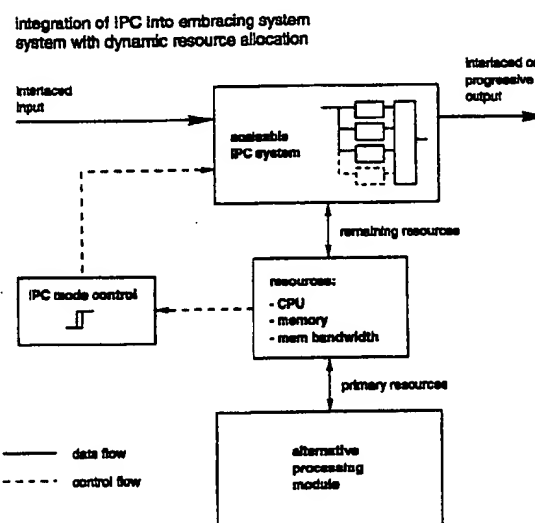 integration of IPC into embracing system
system with dynamic resource allocation
interlaced
input
interlaced or
progressive
output
scaleable
IPC system
remaining resources
IPC mode control
resources:
- CPU
- memory
- mem bandwidth
primary resources
alternative
processing
module
data flow
control flow